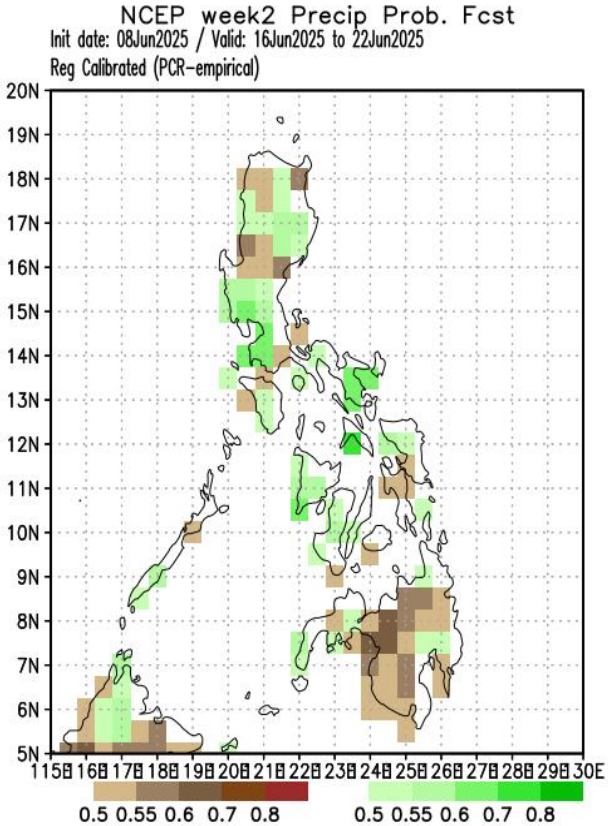 NCEP week2 Precip Prob. Fcst
Init date: 08Jun2025 / Valid: 16Jun2025 to 22Jun2025
Reg Calibrated (PCR-empirical)
20N
19N
18N
17N
16N
15N
14N
13N
12N
11N
10N
9N
8N
7N
6N
5N
115E 116E 117E 118E 119E 120E 121E 122E 123E 124E 125E 126E 127E 128E 129E 130E
0.5 0.55 0.6 0.7 0.8 0.5 0.55 0.6 0.7 0.8